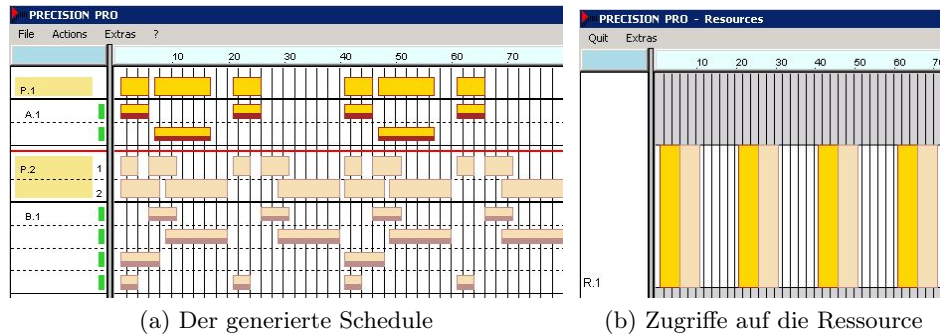 PRECISION PRO
File Actions Extras ?
10 20 30 40 50 60 70
P.1
A.1
P.2 1
2
B.1
(a) Der generierte Schedule
PRECISION PRO - Resources
Quit Extras
10 20 30 40 50 60 70
R.1
(b) Zugriffe auf die Ressource